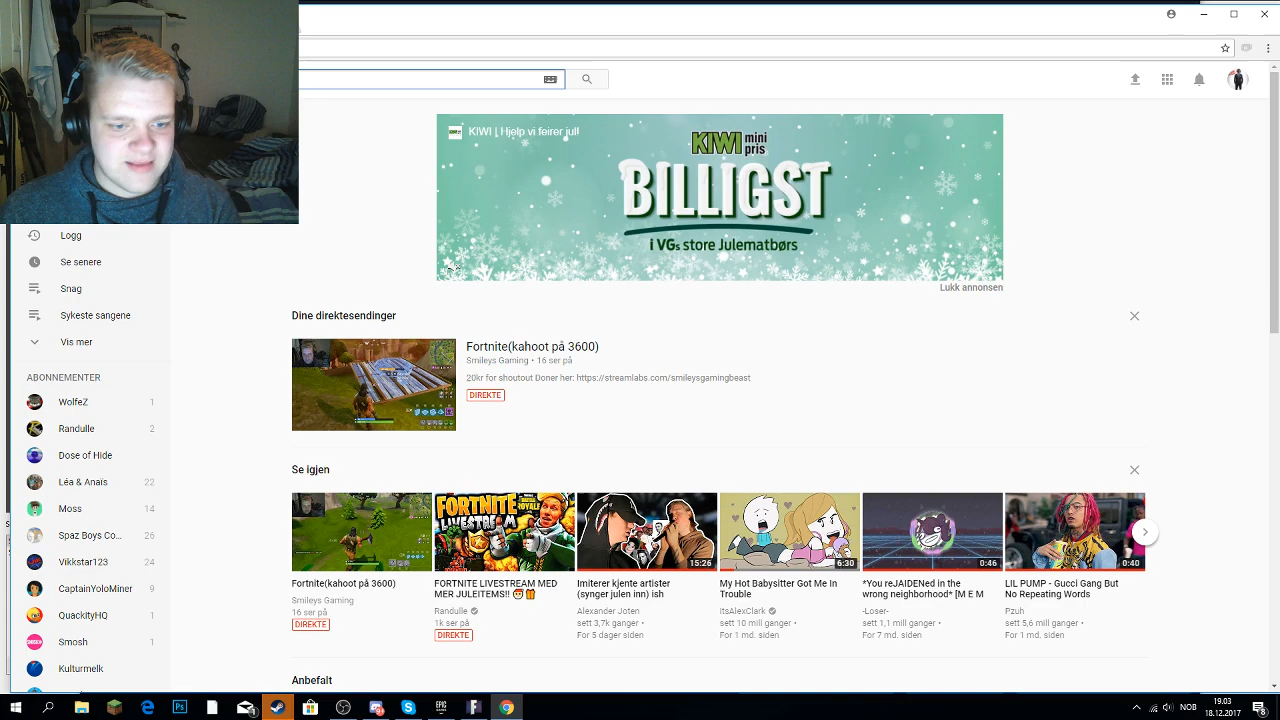 KIWI | Hjelp vi feirer jul!
KIWI mini pris
BILLIGST
i VGs store Julematbørs
Lukk annonsen
Logg
Se senere
Snag
Sykeste sangene
Vis mer
ABONNEMENTER
WolfeZ 1
Randulle 2
Dose of Hide
Léa & Anaïs 22
Moss 14
Spaz Boys Co... 26
Vikkstar123 24
CaptainYoloMiner 9
QuackityHQ 1
Smosh 1
Kulturmelk
Dine direktesendinger
Fortnite(kahoot på 3600)
Smileys Gaming • 16 ser på
20kr for shoutout Doner her: https://streamlabs.com/smileysgamingbeast
DIREKTE
Se igjen
FORTNITE
LIVESTREAM
15:26
6:30
0:46
0:40
Fortnite(kahoot på 3600)
Smileys Gaming
16 ser på
DIREKTE
FORTNITE LIVESTREAM MED
MER JULEITEMS!! 🎅🎁
Randulle
1k ser på
DIREKTE
Imiterer kjente artister
(synger julen inn) ish
Alexander Joten
sett 3,7k ganger •
For 5 dager siden
My Hot Babysitter Got Me In
Trouble
ItsAlexClark
sett 10 mill ganger •
For 1 md. siden
*You reJAIDENed in the
wrong neighborhood* [M E M
-Loser-
sett 1,1 mill ganger •
For 7 md. siden
LIL PUMP - Gucci Gang But
No Repeating Words
Pzuh
sett 5,6 mill ganger •
For 1 md. siden
Anbefalt
Ps
EPIC
GAMES
F
NOB
19.03
18.12.2017